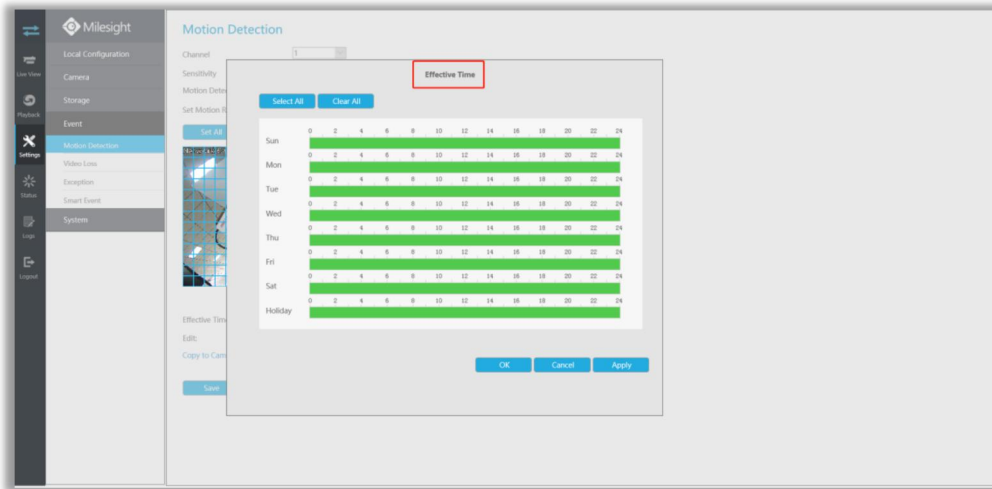 Milesight
Live View
Playback
Settings
Status
Logs
Logout
Local Configuration
Camera
Storage
Event
Motion Detection
Video Loss
Exception
Smart Event
System
Motion Detection
Channel 1
Sensitivity
Motion Detec
Set Motion R
Set All
Effective Time
Select All Clear All
0 2 4 6 8 10 12 14 16 18 20 22 24
Sun
0 2 4 6 8 10 12 14 16 18 20 22 24
Mon
0 2 4 6 8 10 12 14 16 18 20 22 24
Tue
0 2 4 6 8 10 12 14 16 18 20 22 24
Wed
0 2 4 6 8 10 12 14 16 18 20 22 24
Thu
0 2 4 6 8 10 12 14 16 18 20 22 24
Fri
0 2 4 6 8 10 12 14 16 18 20 22 24
Sat
0 2 4 6 8 10 12 14 16 18 20 22 24
Holiday
OK Cancel Apply
Effective Time
Edit:
Copy to Cam
Save